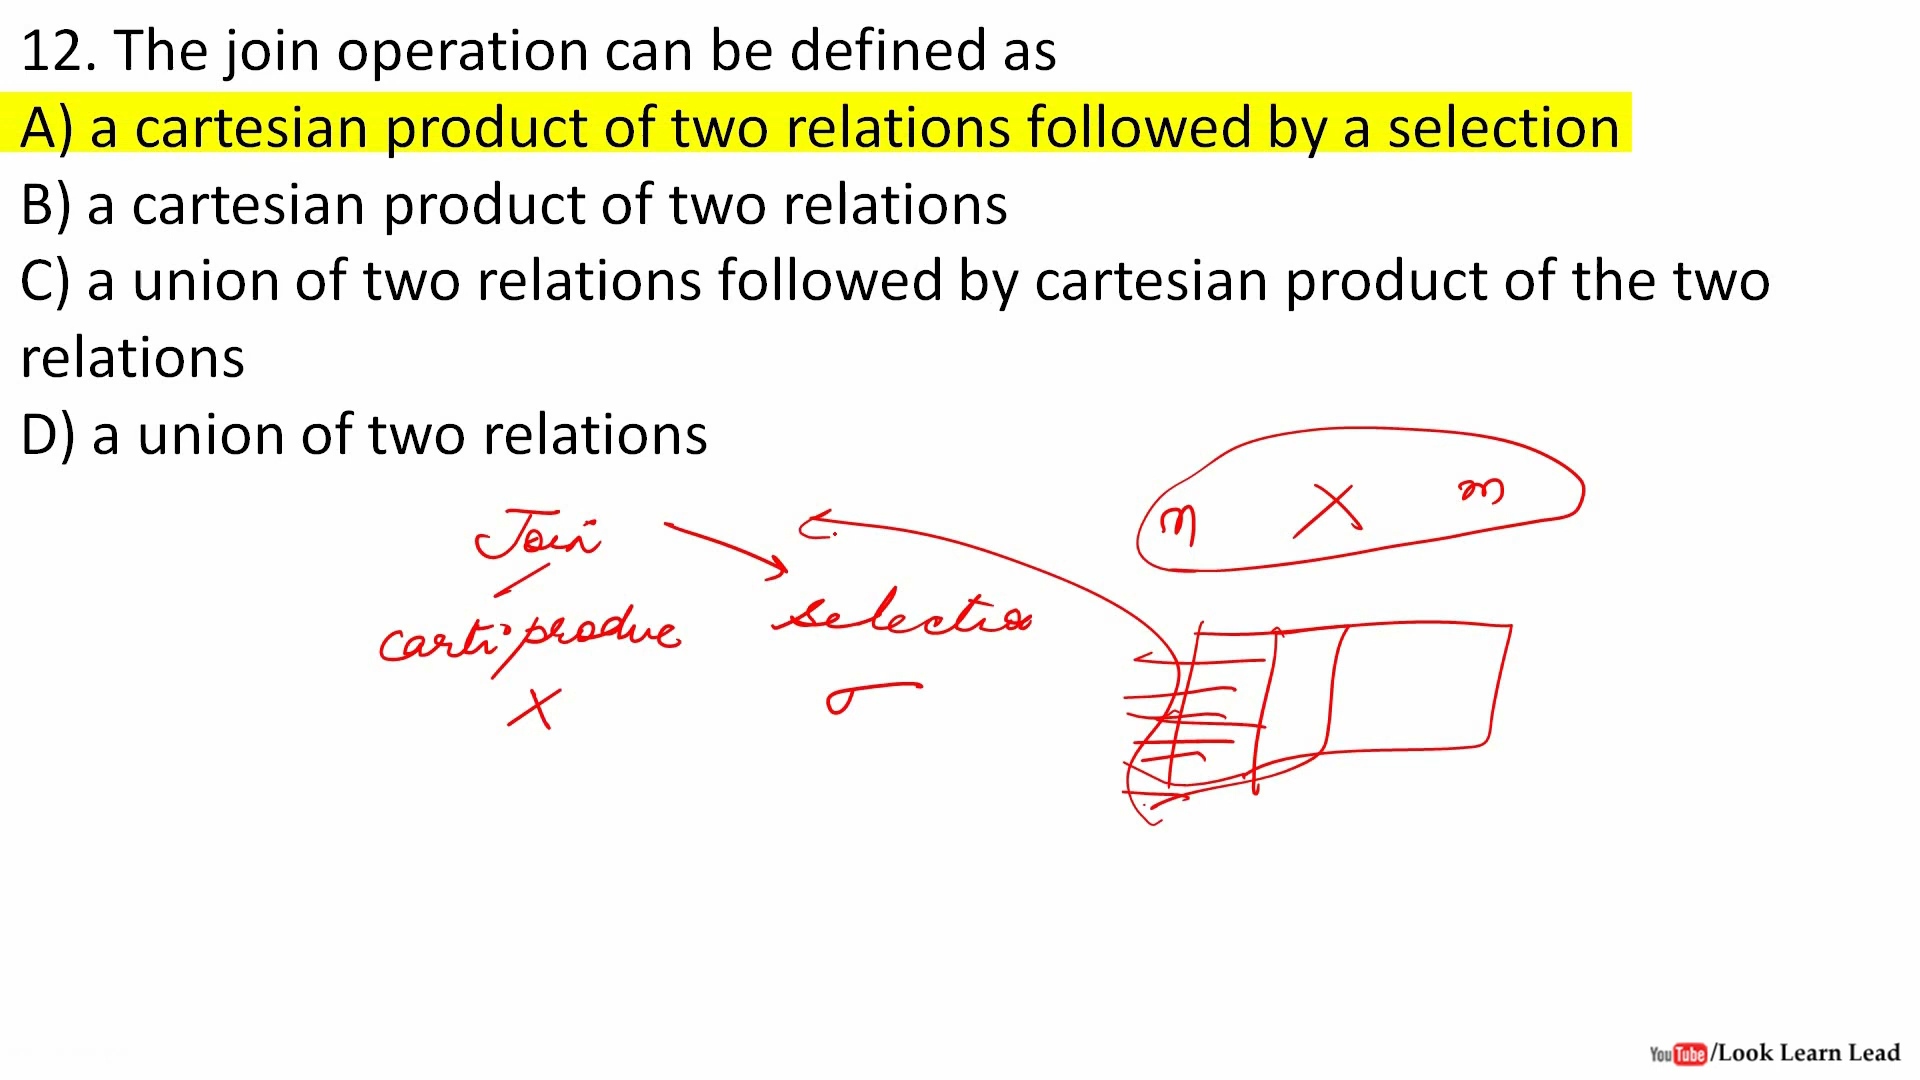 12. The join operation can be defined as
A) a cartesian product of two relations followed by a selection
B) a cartesian product of two relations
C) a union of two relations followed by cartesian product of the two
relations
D) a union of two relations
n X m
Join
selection
carti produc
X σ
YouTube/Look Learn Lead